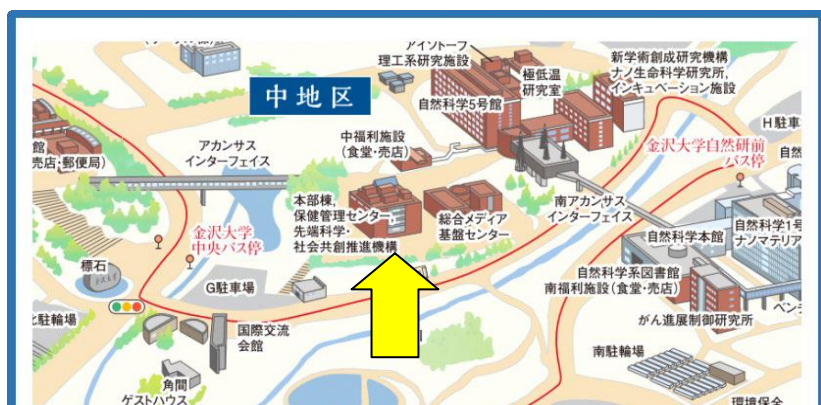 アイソトープ
理工系研究施設
極低温
研究室
新学術創成研究機構
ナノ生命科学研究所,
インキュベーション施設
中地区
自然科学5号館
H駐車
中福利施設
(食堂・売店)
金沢大学自然研前
バス停
自然
館
売店・郵便局)
アカンサス
インターフェイス
本部棟,
保健管理センター,
先端科学・
社会共創推進機構
総合メディア
基盤センター
南アカンサス
インターフェイス
自然科学本館
自然科学1号
ナノマテリア
金沢大学
中央バス停
標石
G駐車場
自然科学系図書館
南福利施設(食堂・売店)
がん進展制御研究所
ベン
北駐輪場
国際交流
会館
南駐輪場
角間
ゲストハウス
環境保全